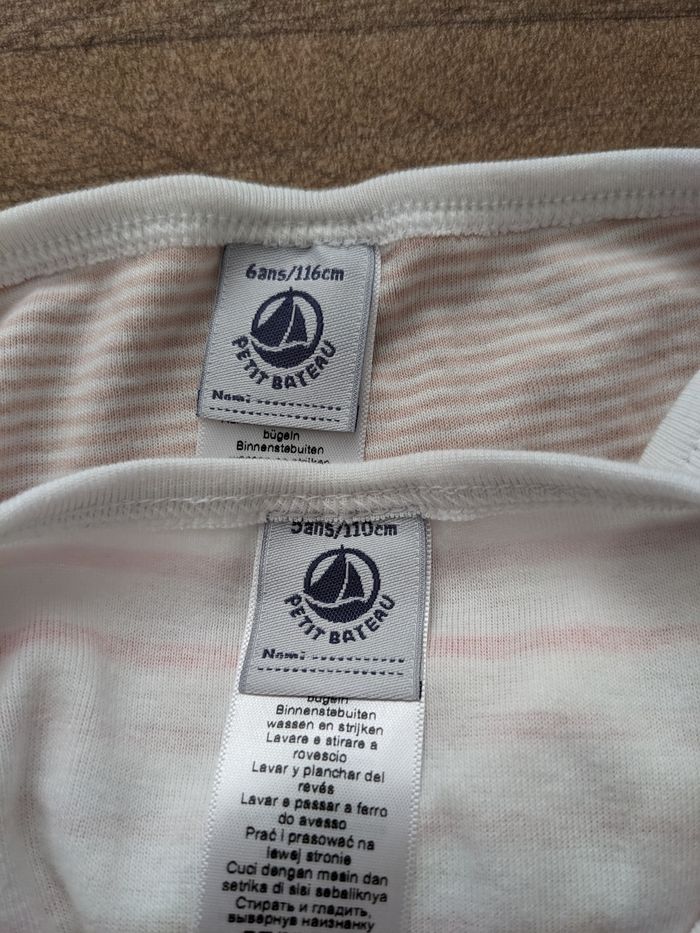 6ans/116cm
PETIT BATEAU
Nom:
bügeln
Binnenstebuiten
5ans/110cm
PETIT BATEAU
Nom:
bügeln
Binnenstebuiten
wassen en strijken
Lavare e stirare a
rovescio
Lavar y planchar del
revés
Lavar e passar a ferro
do avesso
Prać i prasować na
lewej stronie
Cuci dengan mesin dan
setrika di sisi sebaliknya
Стирать и гладить,
вывернув наизнанку